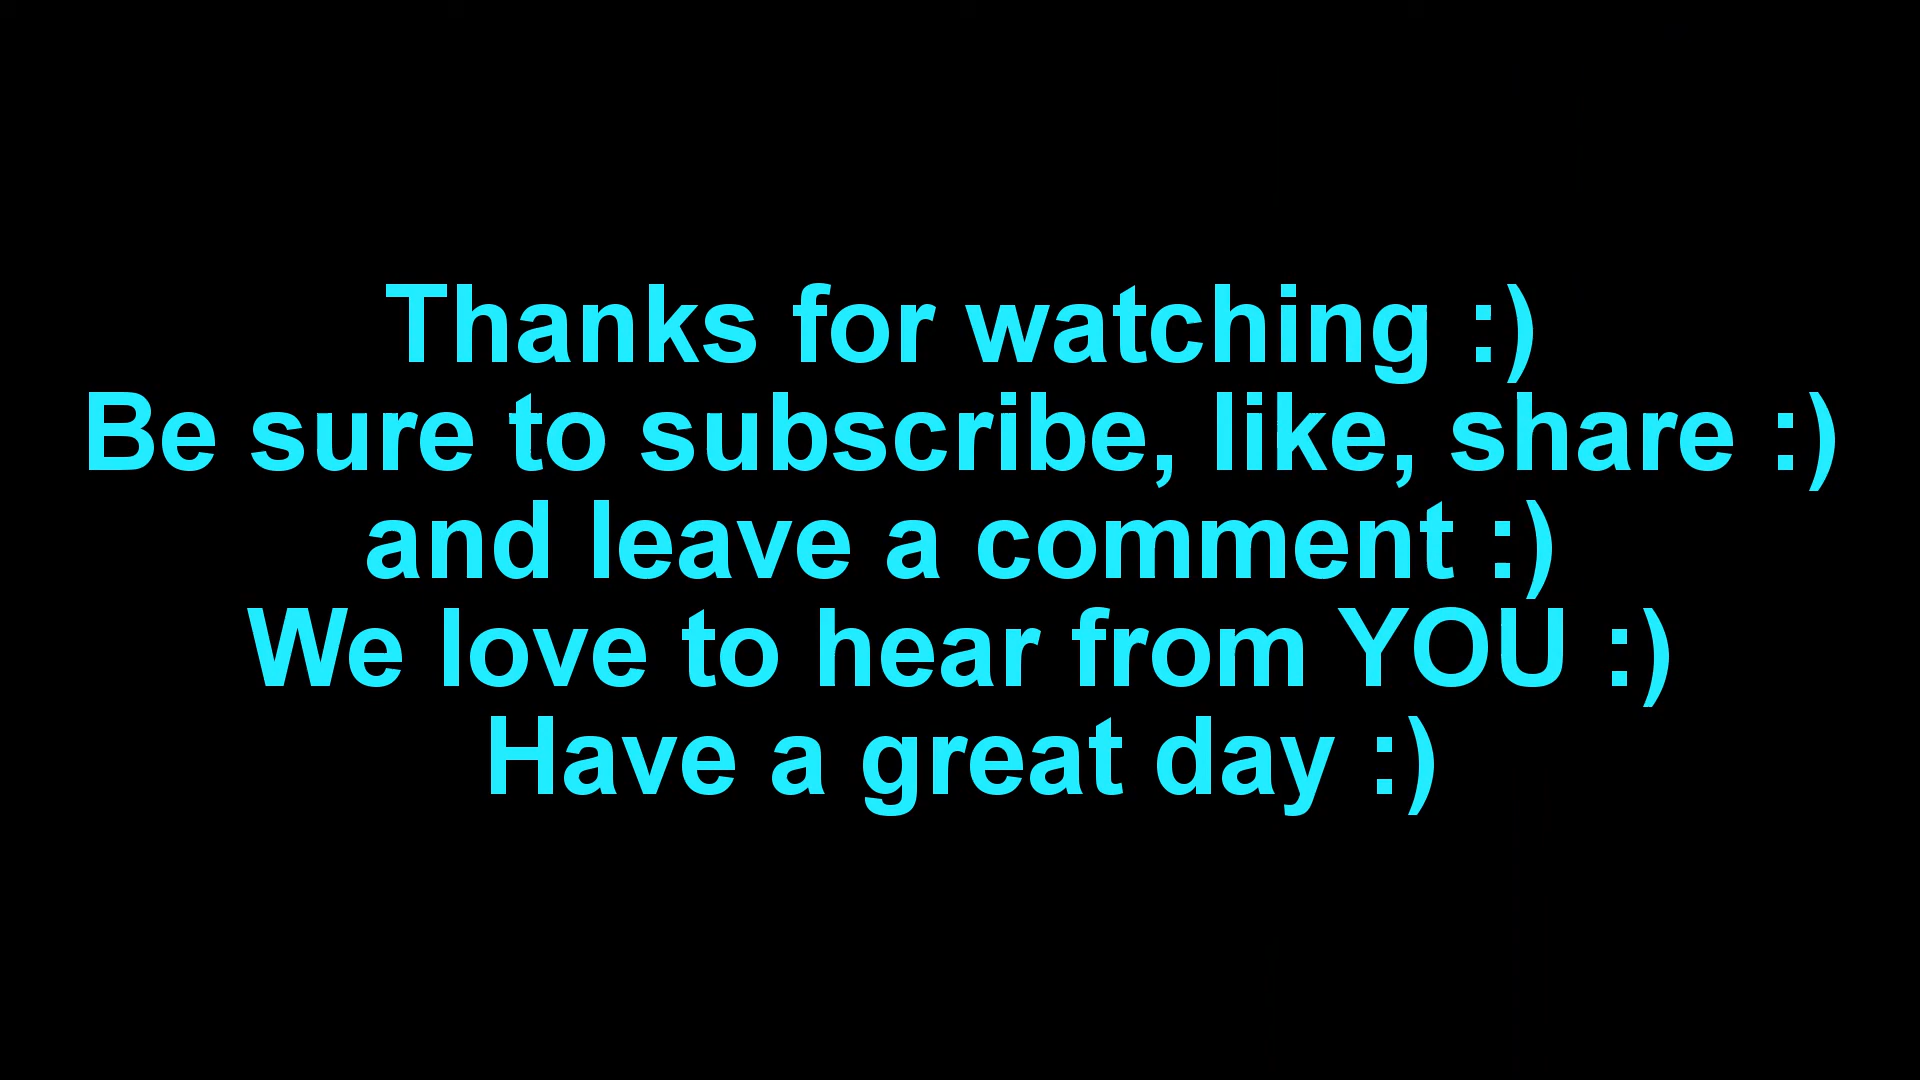 Thanks for watching :)
Be sure to subscribe, like, share :)
and leave a comment :)
We love to hear from YOU :)
Have a great day :)